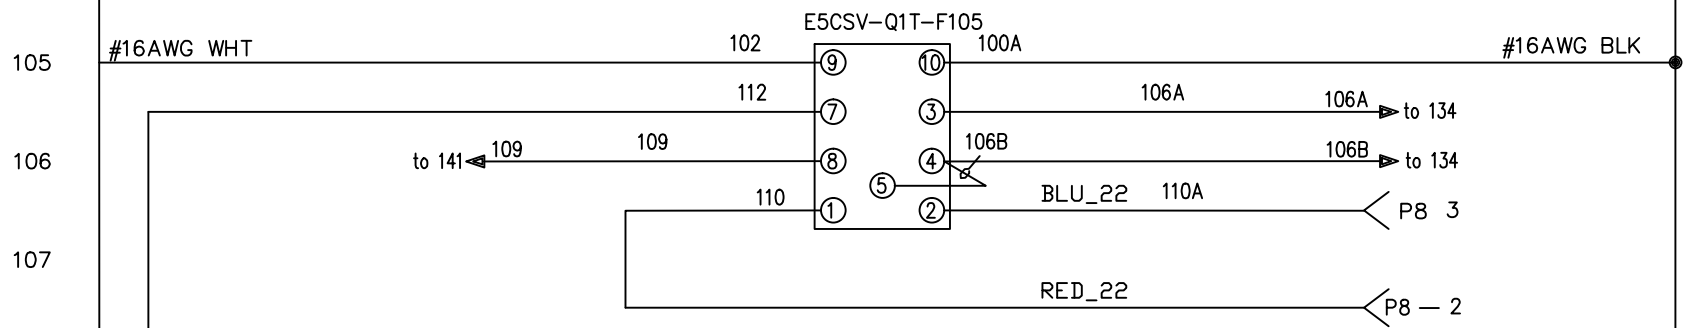 E5CSV-Q1T-F105
105 #16AWG WHT 102 9 10 100A #16AWG BLK
112 7 3 106A 106A to 134
106 to 141 109 109 8 4 106B 106B to 134
5
110 1 2 BLU_22 110A P8 3
107
RED_22 P8 — 2